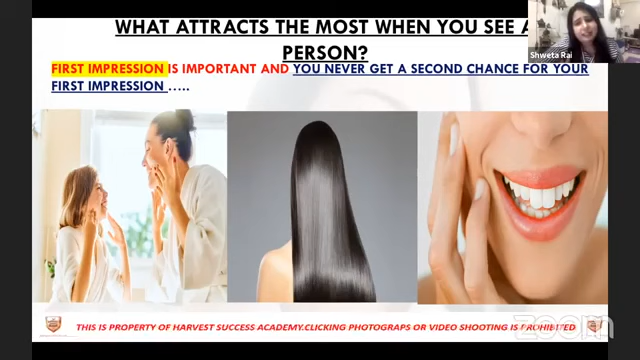 WHAT ATTRACTS THE MOST WHEN YOU SEE A
PERSON?
FIRST IMPRESSION IS IMPORTANT AND YOU NEVER GET A SECOND CHANCE FOR YOUR
FIRST IMPRESSION .....
Shweta Rai
THIS IS PROPERTY OF HARVEST SUCCESS ACADEMY.CLICKING PHOTOGRAPS OR VIDEO SHOOTING IS PROHIBITED
zoom